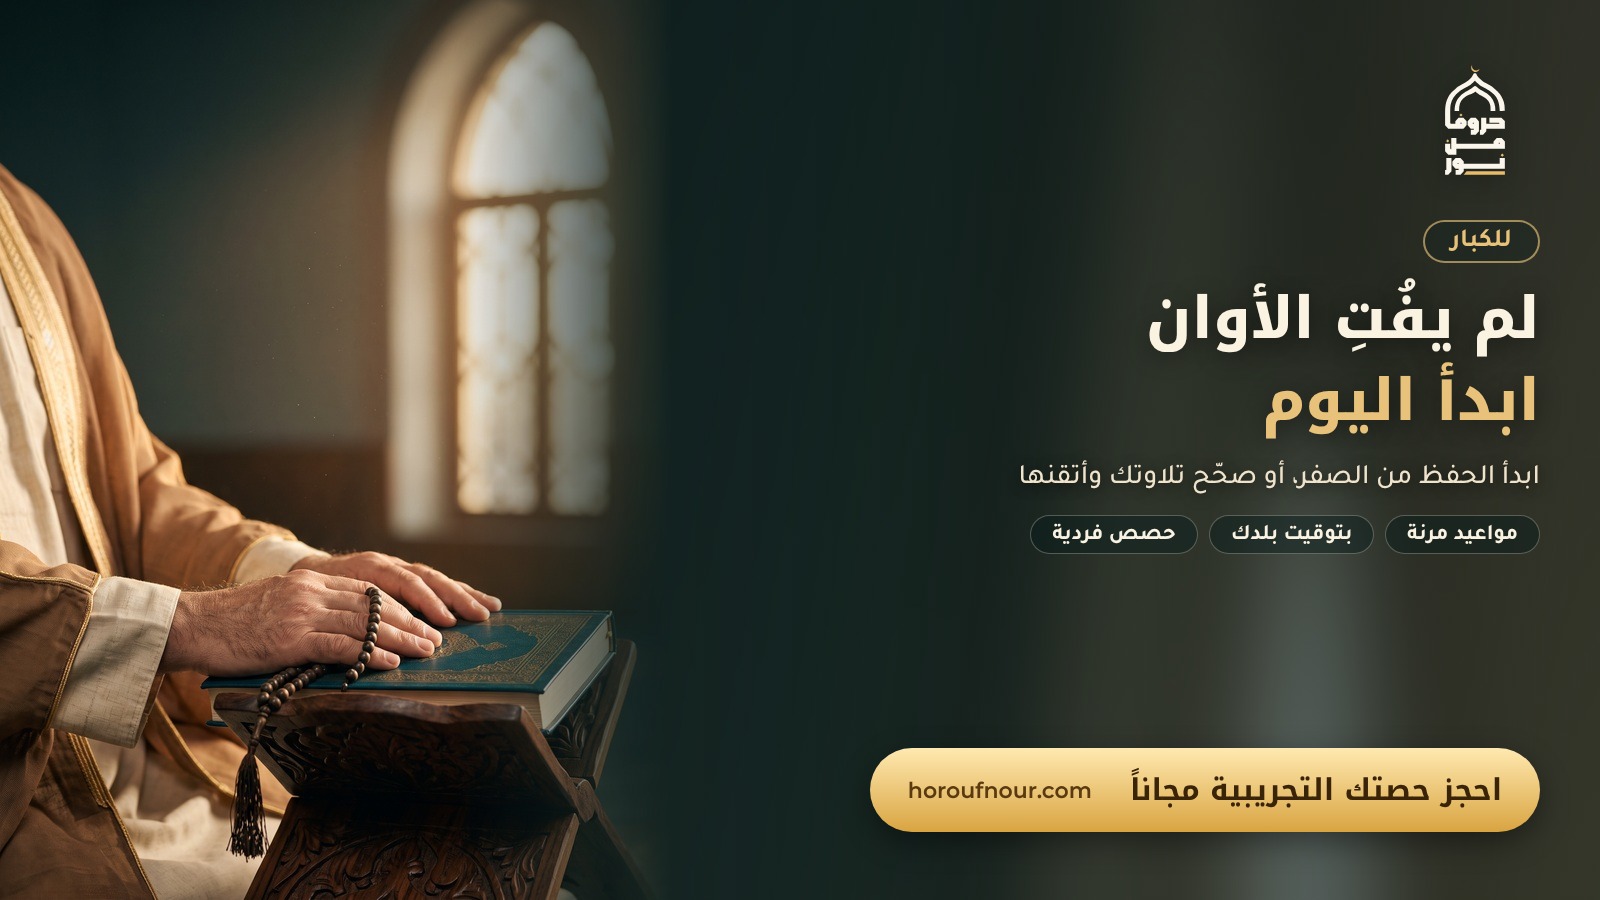 حروفا
من
نور
للكبار
لم يفُتِ الأوان
ابدأ اليوم
ابدأ الحفظ من الصفر، أو صحّح تلاوتك وأتقنها
مواعيد مرنة
بتوقيت بلدك
حصص فردية
احجز حصتك التجريبية مجاناً horoufnour.com